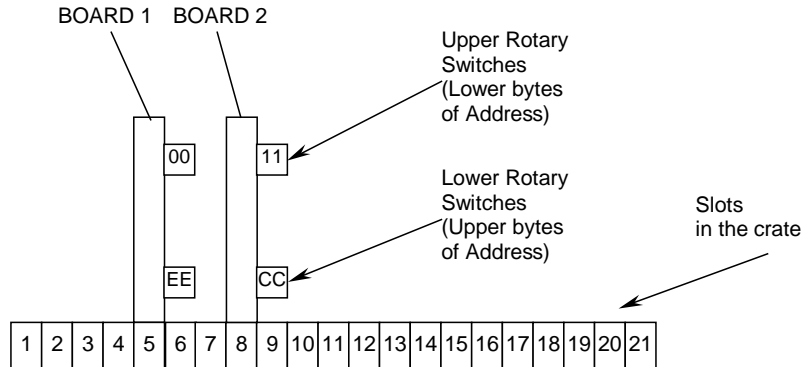 BOARD 1 BOARD 2
Upper Rotary
Switches
(Lower bytes
of Address)
00 11
Lower Rotary
Switches
(Upper bytes
of Address)
Slots
in the crate
EE CC
1 2 3 4 5 6 7 8 9 10 11 12 13 14 15 16 17 18 19 20 21